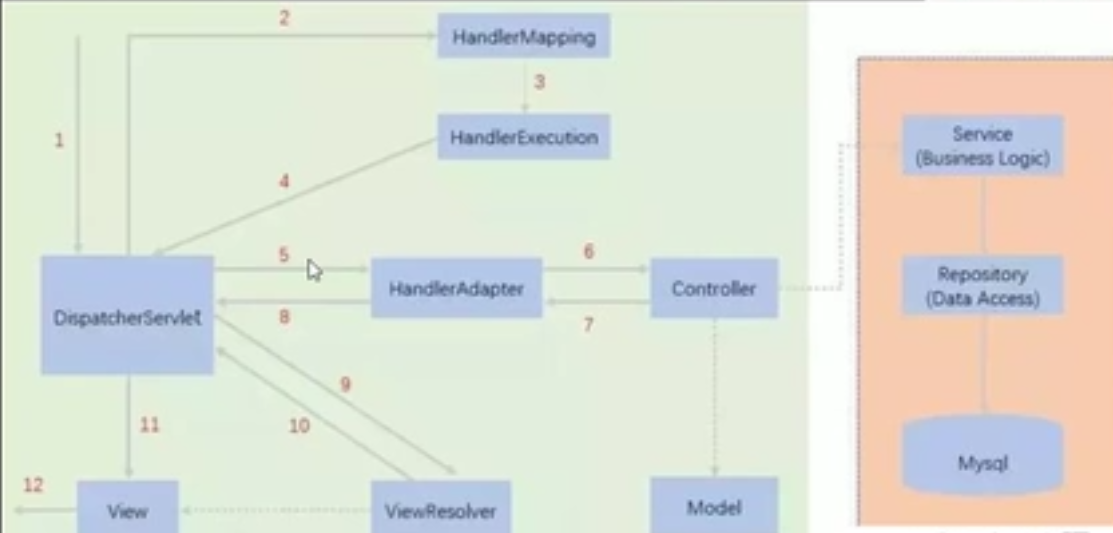 2
HandlerMapping
3
1
HandlerExecution
Service
(Business Logic)
4
5
6
HandlerAdapter
Controller
Repository
(Data Access)
DispatcherServlet
8
7
9
11
10
Mysql
12
View
ViewResolver
Model